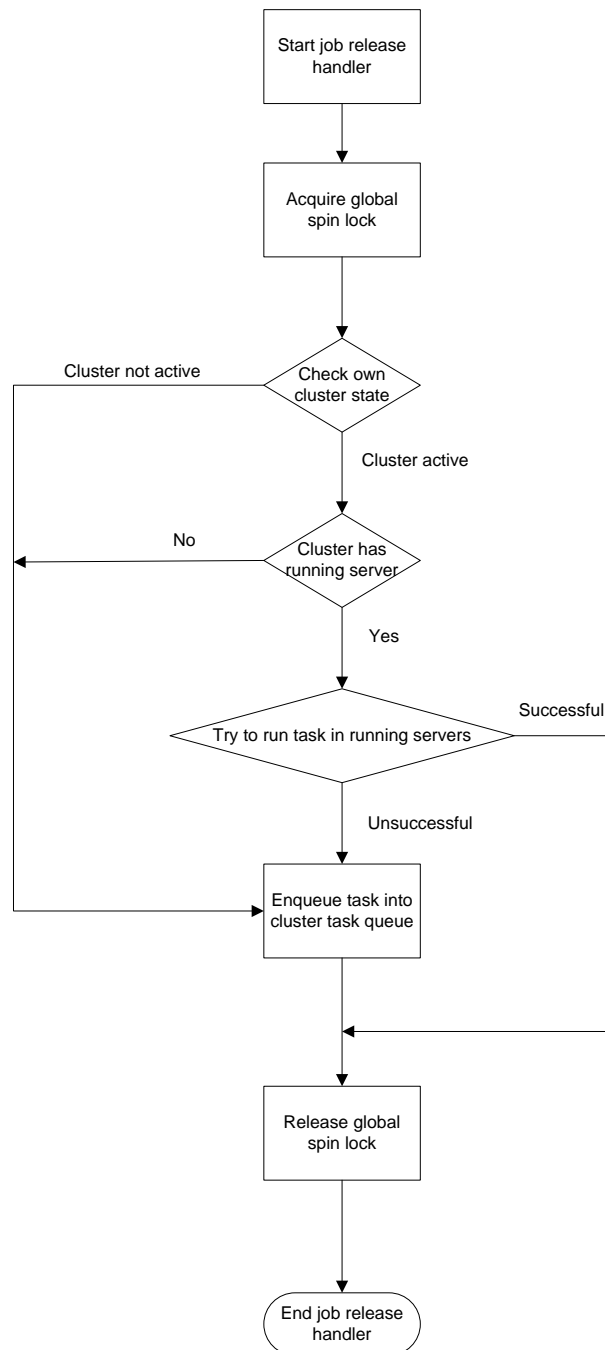 Start job release
handler
Acquire global
spin lock
Cluster not active
Check own
cluster state
Cluster active
No
Cluster has
running server
Yes
Successful
Try to run task in running servers
Unsuccessful
Enqueue task into
cluster task queue
Release global
spin lock
End job release
handler